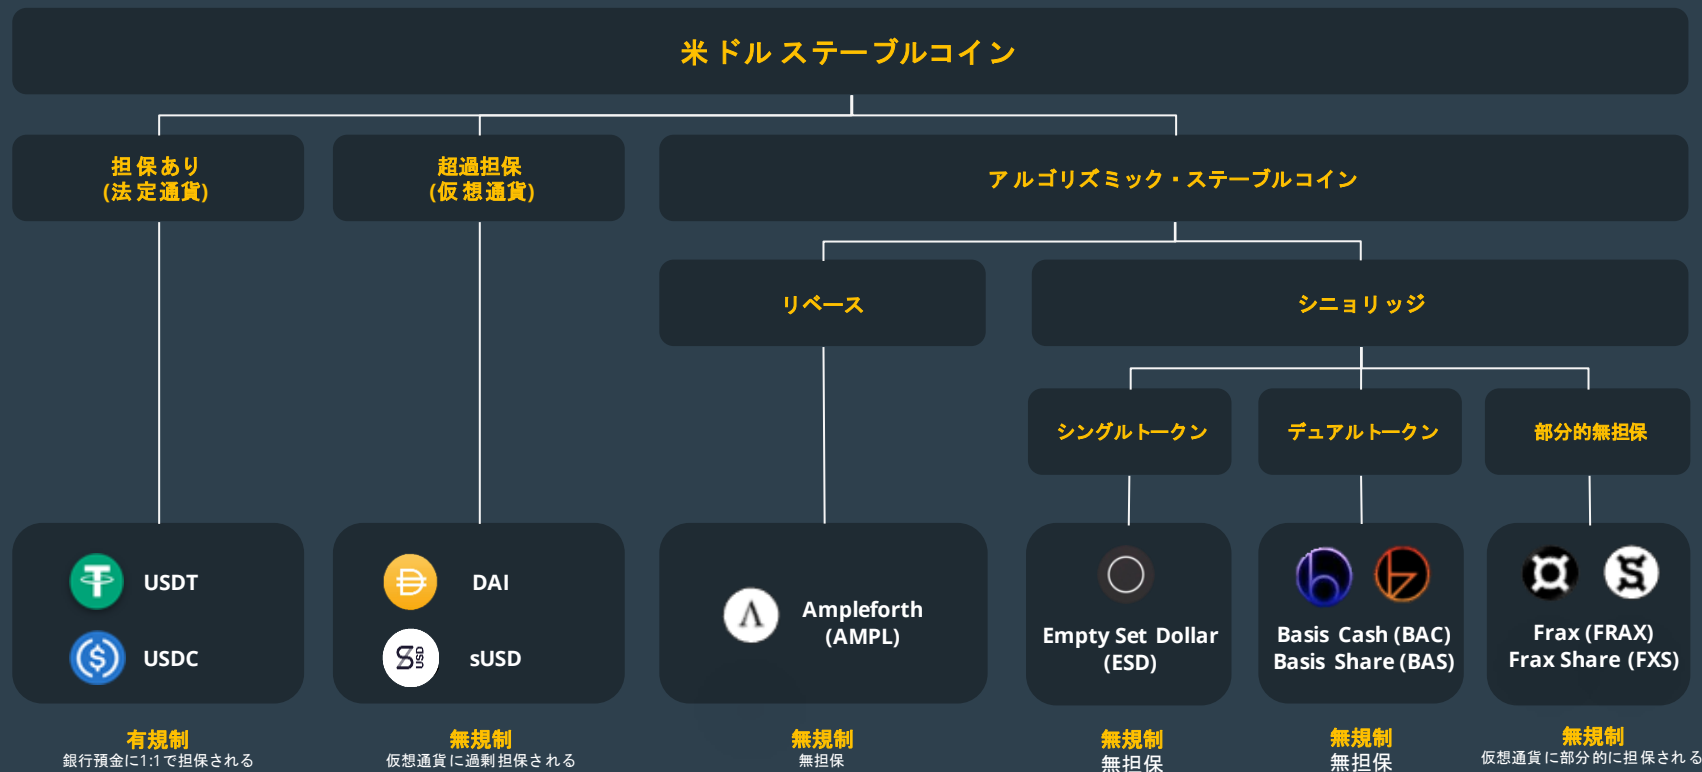 米ドル ステーブルコイン
担保あり
(法定通貨)
超過担保
(仮想通貨)
アルゴリズミック・ステーブルコイン
リベース
シニョリッジ
シングルトークン
デュアルトークン
部分的無担保
USDT
USDC
DAI
sUSD
Ampleforth
(AMPL)
Empty Set Dollar
(ESD)
Basis Cash (BAC)
Basis Share (BAS)
Frax (FRAX)
Frax Share (FXS)
有規制
銀行預金に1:1で担保される
無規制
仮想通貨に過剰担保される
無規制
無担保
無規制
無担保
無規制
無担保
無規制
仮想通貨に部分的に担保される